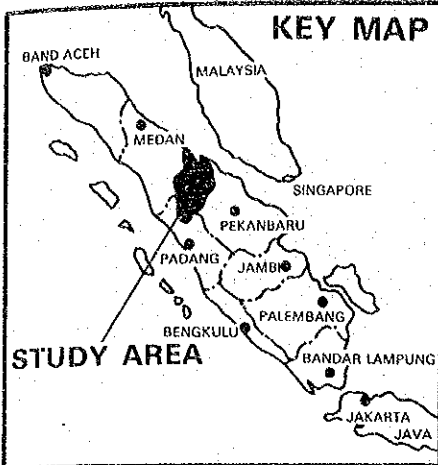 KEY MAP
BAND ACEH
MALAYSIA
MEDAN
SINGAPORE
PEKANBARU
PADANG
JAMBI
PALEMBANG
BENGKULU
STUDY AREA
BANDAR LAMPUNG
JAKARTA
JAVA